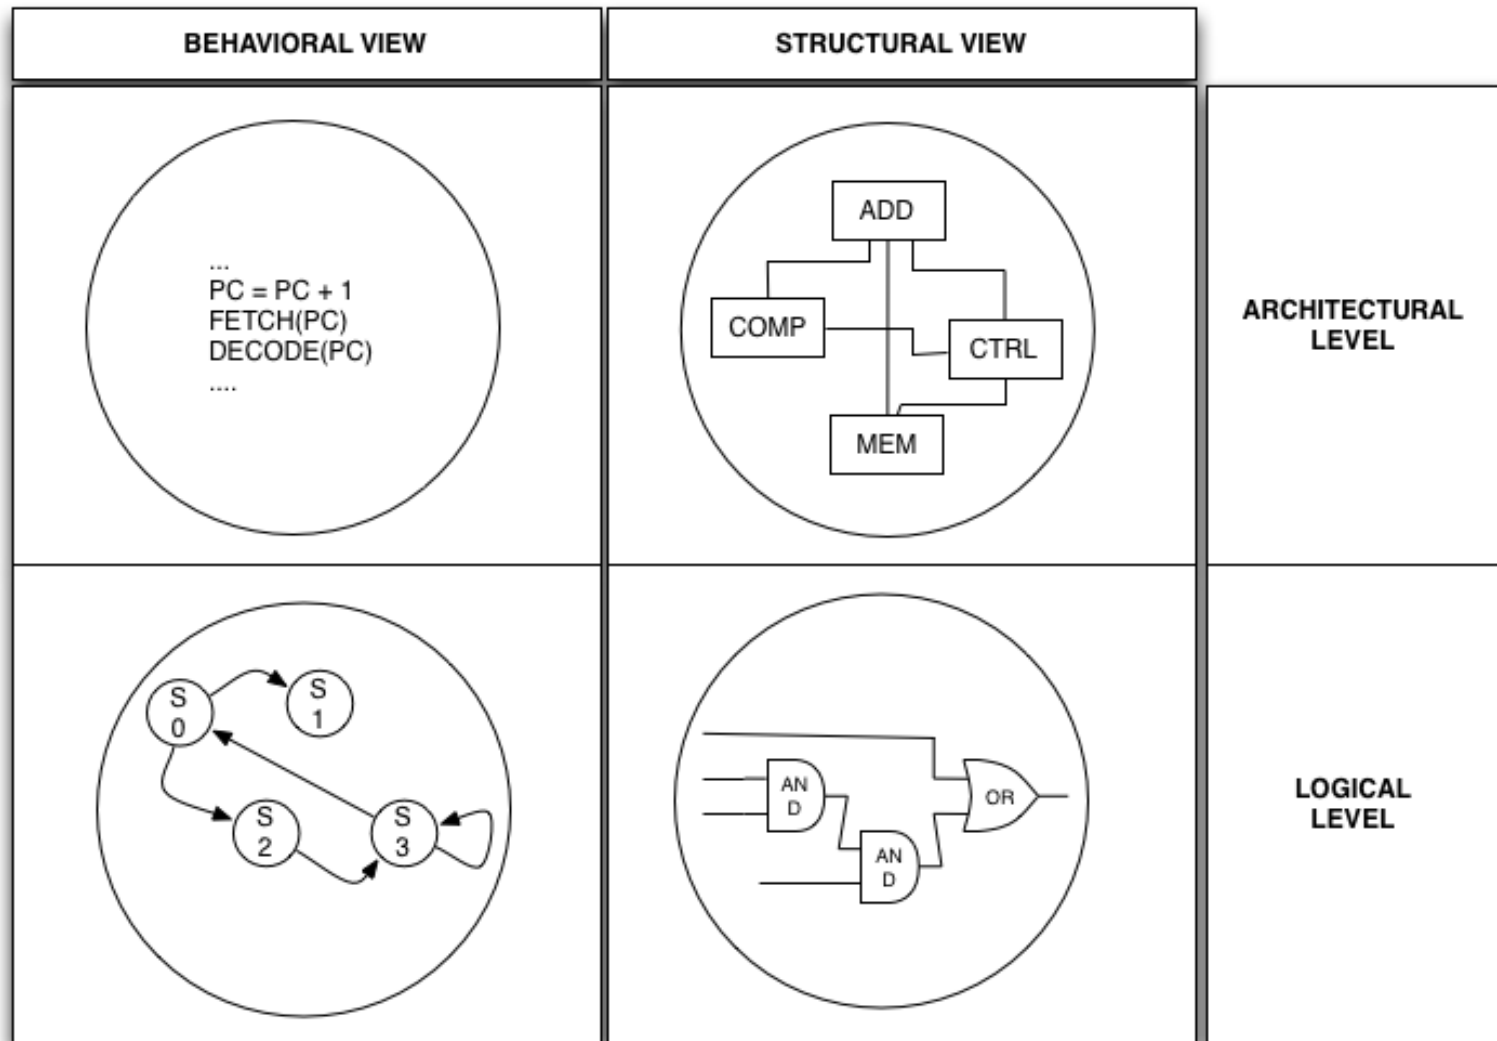 BEHAVIORAL VIEW
STRUCTURAL VIEW
...
PC = PC + 1
FETCH(PC)
DECODE(PC)
....
ADD
COMP
CTRL
MEM
ARCHITECTURAL
LEVEL
S
0
S
1
S
2
S
3
AN
D
AN
D
OR
LOGICAL
LEVEL